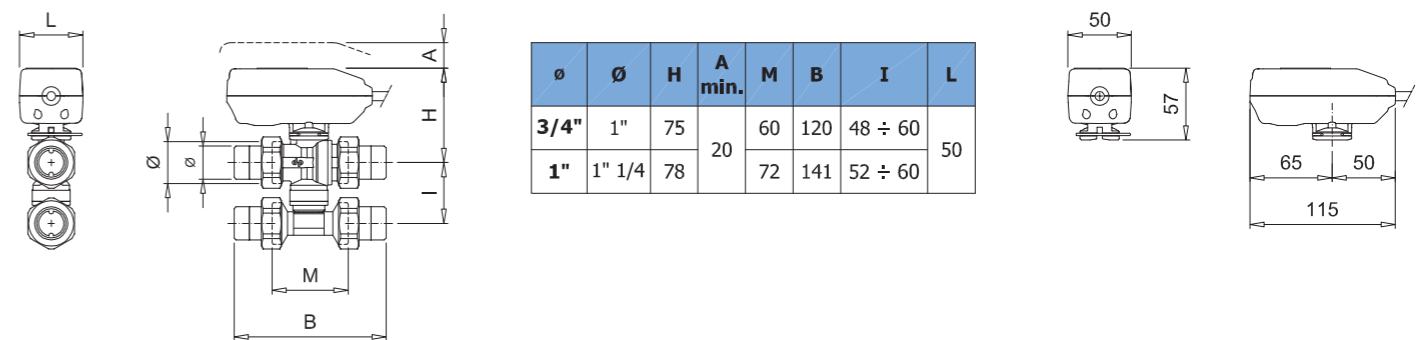 L
A
H
Ø
ø
I
M
B
ø Ø H A min. M B I L
3/4" 1" 75 20 60 120 48 ÷ 60 50
1" 1" 1/4 78 72 141 52 ÷ 60
50
57
65 50
115